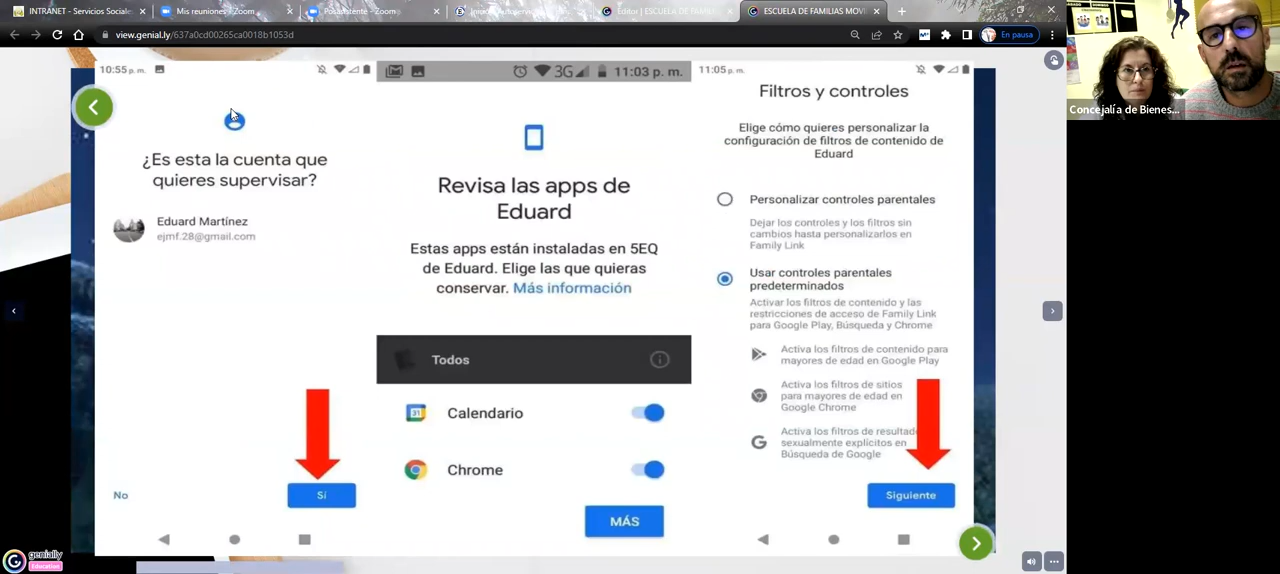 INTRANET - Servicios Sociale
Mis reuniones - Zoom
Posasistente - Zoom
Editor | ESCUELA DE FAMILIAS
ESCUELA DE FAMILIAS MOV
view.genial.ly/637a0cd00265ca0018b1053d
En pausa
10:55 p. m.
¿Es esta la cuenta que
quieres supervisar?
Eduard Martínez
ejmf.28@gmail.com
No
Sí
3G
11:03 p. m.
Revisa las apps de
Eduard
Estas apps están instaladas en 5EQ
de Eduard. Elige las que quieras
conservar. Más información
Todos
Calendario
31
Chrome
MÁS
11:05 p. m.
Filtros y controles
Elige cómo quieres personalizar la
configuración de filtros de contenido de
Eduard
Personalizar controles parentales
Dejar los controles y los filtros sin
cambios hasta personalizarlos en
Family Link
Usar controles parentales
predeterminados
Activar los filtros de contenido y las
restricciones de acceso de Family Link
para Google Play, Búsqueda y Chrome
Activa los filtros de contenido para
mayores de edad en Google Play
Activa los filtros de sitios
para mayores de edad en
Google Chrome
Activa los filtros de resultad
sexualmente explícitos en
Búsqueda de Google
Siguiente
Concejalía de Bienes...
genially
Education